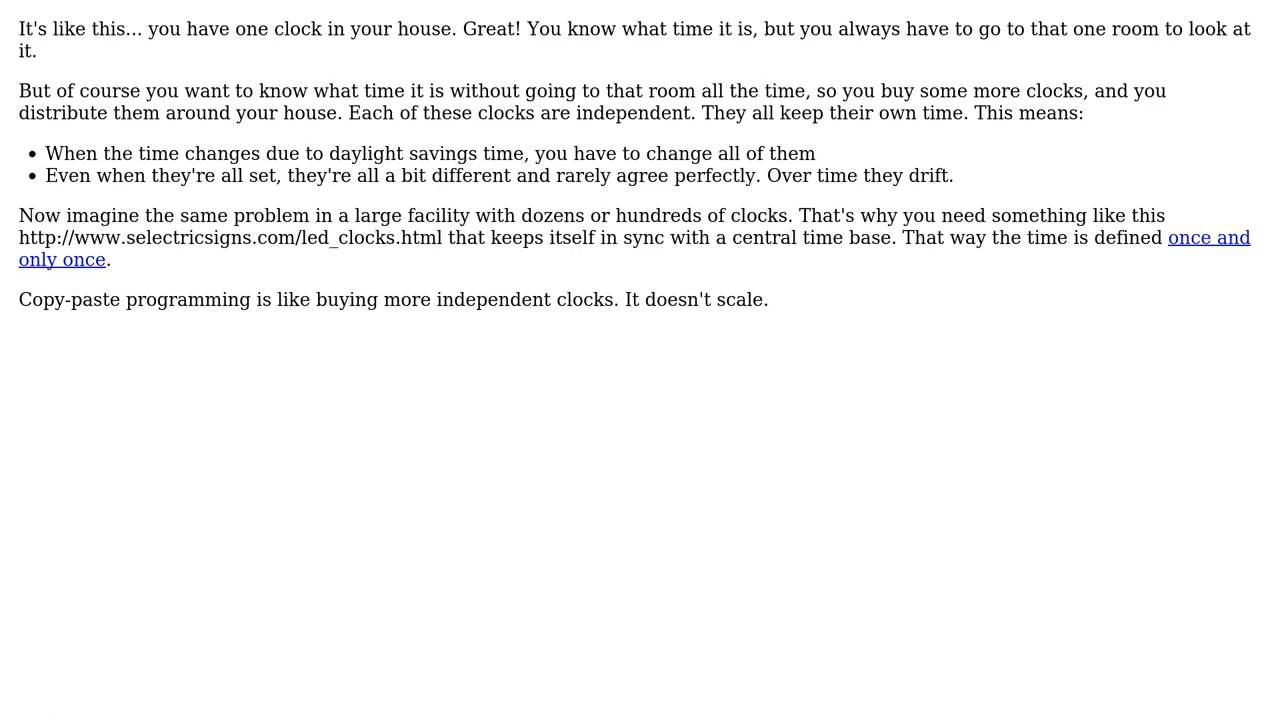 It's like this... you have one clock in your house. Great! You know what time it is, but you always have to go to that one room to look at
it.
But of course you want to know what time it is without going to that room all the time, so you buy some more clocks, and you
distribute them around your house. Each of these clocks are independent. They all keep their own time. This means:
• When the time changes due to daylight savings time, you have to change all of them
• Even when they're all set, they're all a bit different and rarely agree perfectly. Over time they drift.
Now imagine the same problem in a large facility with dozens or hundreds of clocks. That's why you need something like this
http://www.selectricsigns.com/led_clocks.html that keeps itself in sync with a central time base. That way the time is defined once and
only once.
Copy-paste programming is like buying more independent clocks. It doesn't scale.